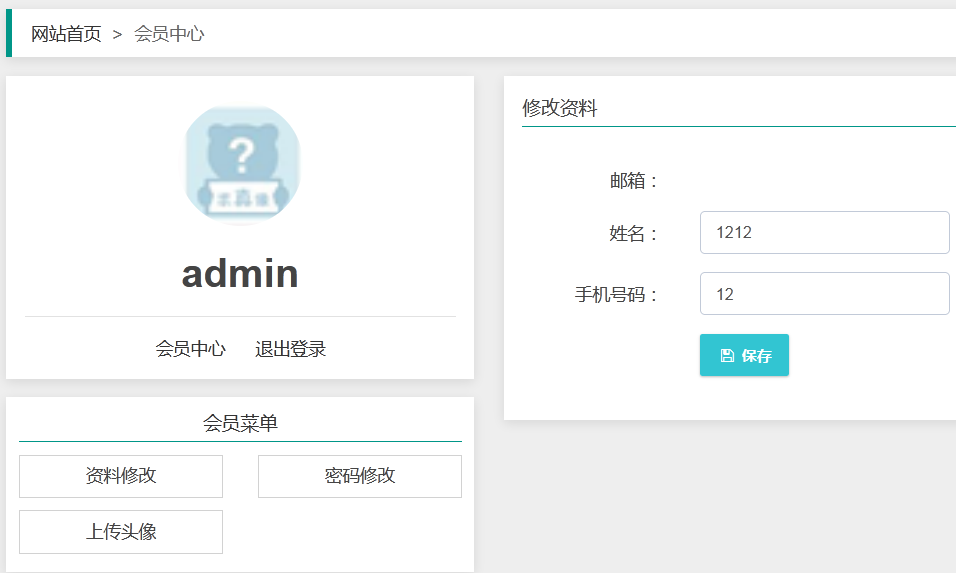 网站首页 > 会员中心
?
求真像
admin
会员中心 退出登录
会员菜单
资料修改 密码修改
上传头像
修改资料
邮箱：
姓名： 1212
手机号码： 12
保存